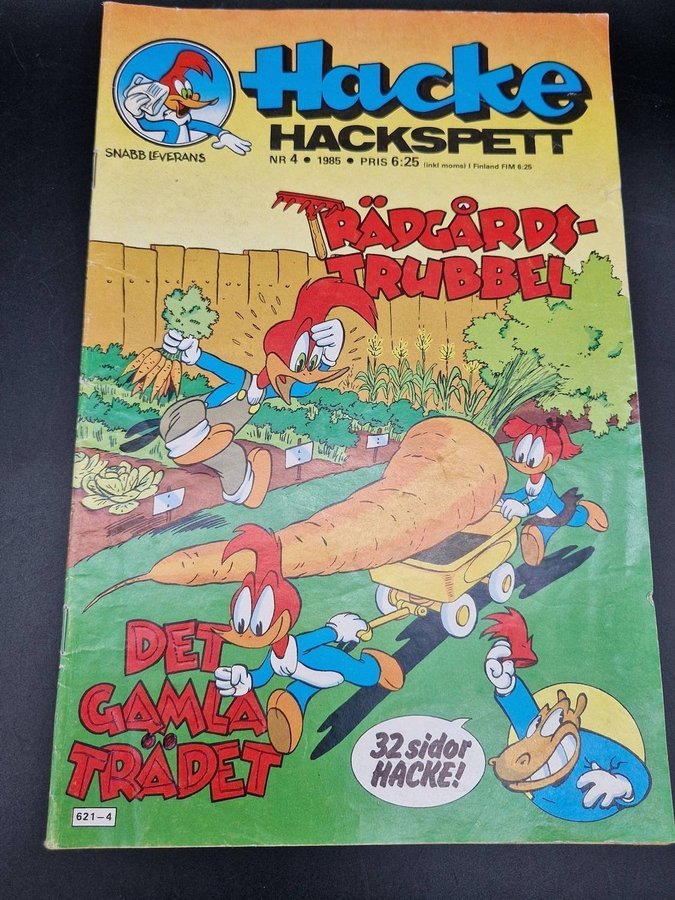 Hacke
HACKSPETT
SNABB LEVERANS
NR 4 • 1985 • PRIS 6:25 (inkl moms) I Finland FIM 6:25
TRÄDGÅRDS-
TRUBBEL
DET
GAMLA
TRÄDET
32 sidor
HACKE!
621-4